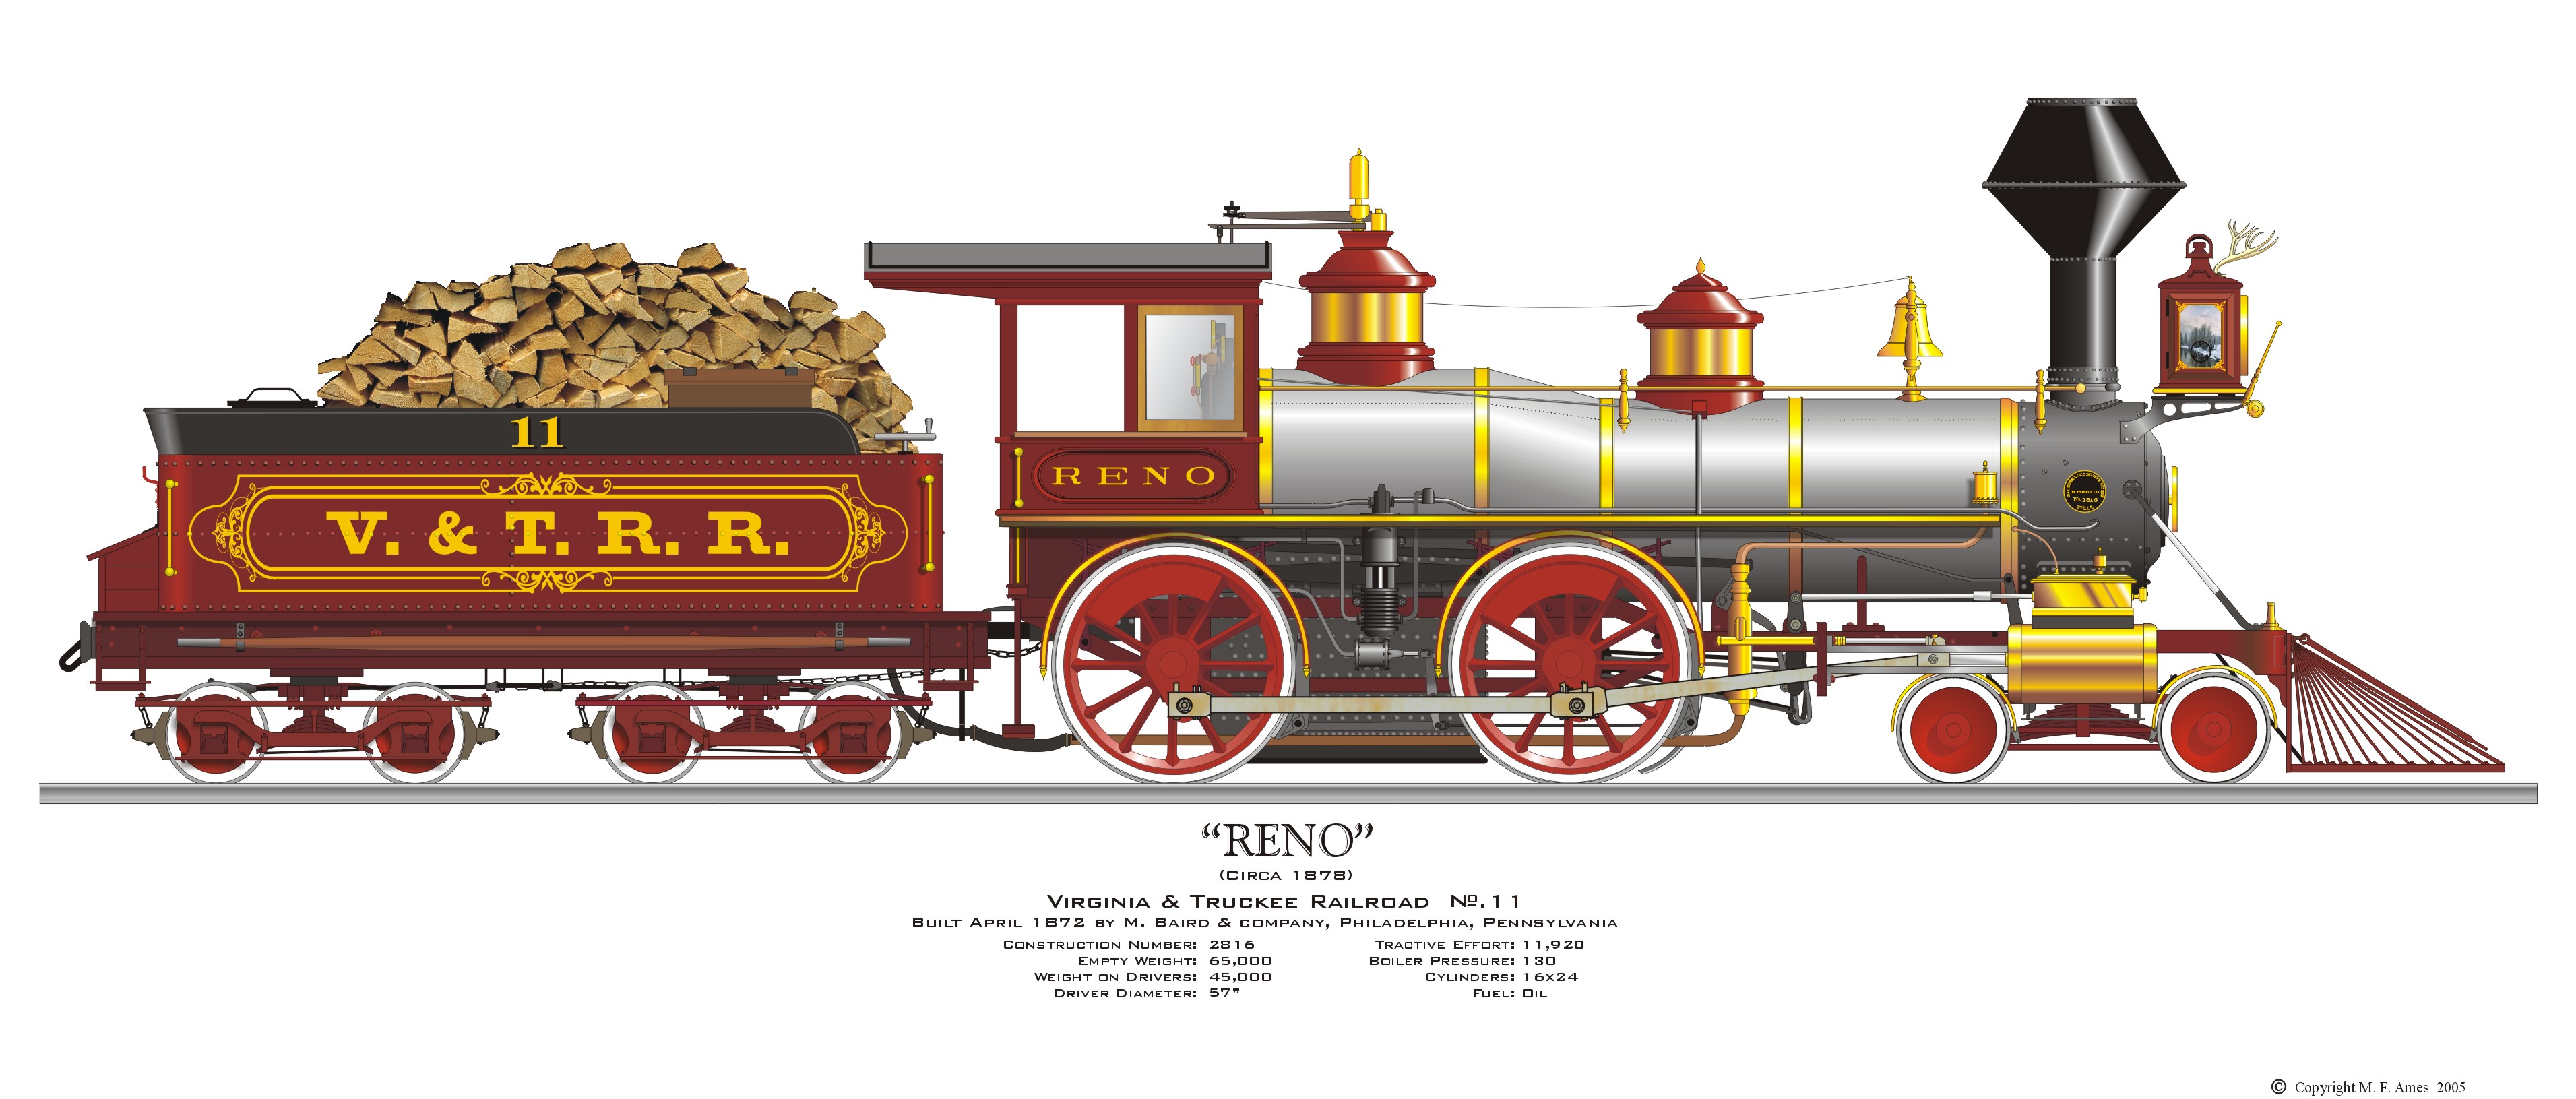 11
V. & T. R. R.
RENO
Nº 2816
"RENO"
(Circa 1878)
Virginia & Truckee Railroad Nº.11
Built April 1872 by M. Baird & company, Philadelphia, Pennsylvania
Construction Number: 2816 Tractive Effort: 11,920
Empty Weight: 65,000 Boiler Pressure: 130
Weight on Drivers: 45,000 Cylinders: 16x24
Driver Diameter: 57" Fuel: Oil
© Copyright M. F. Ames 2005